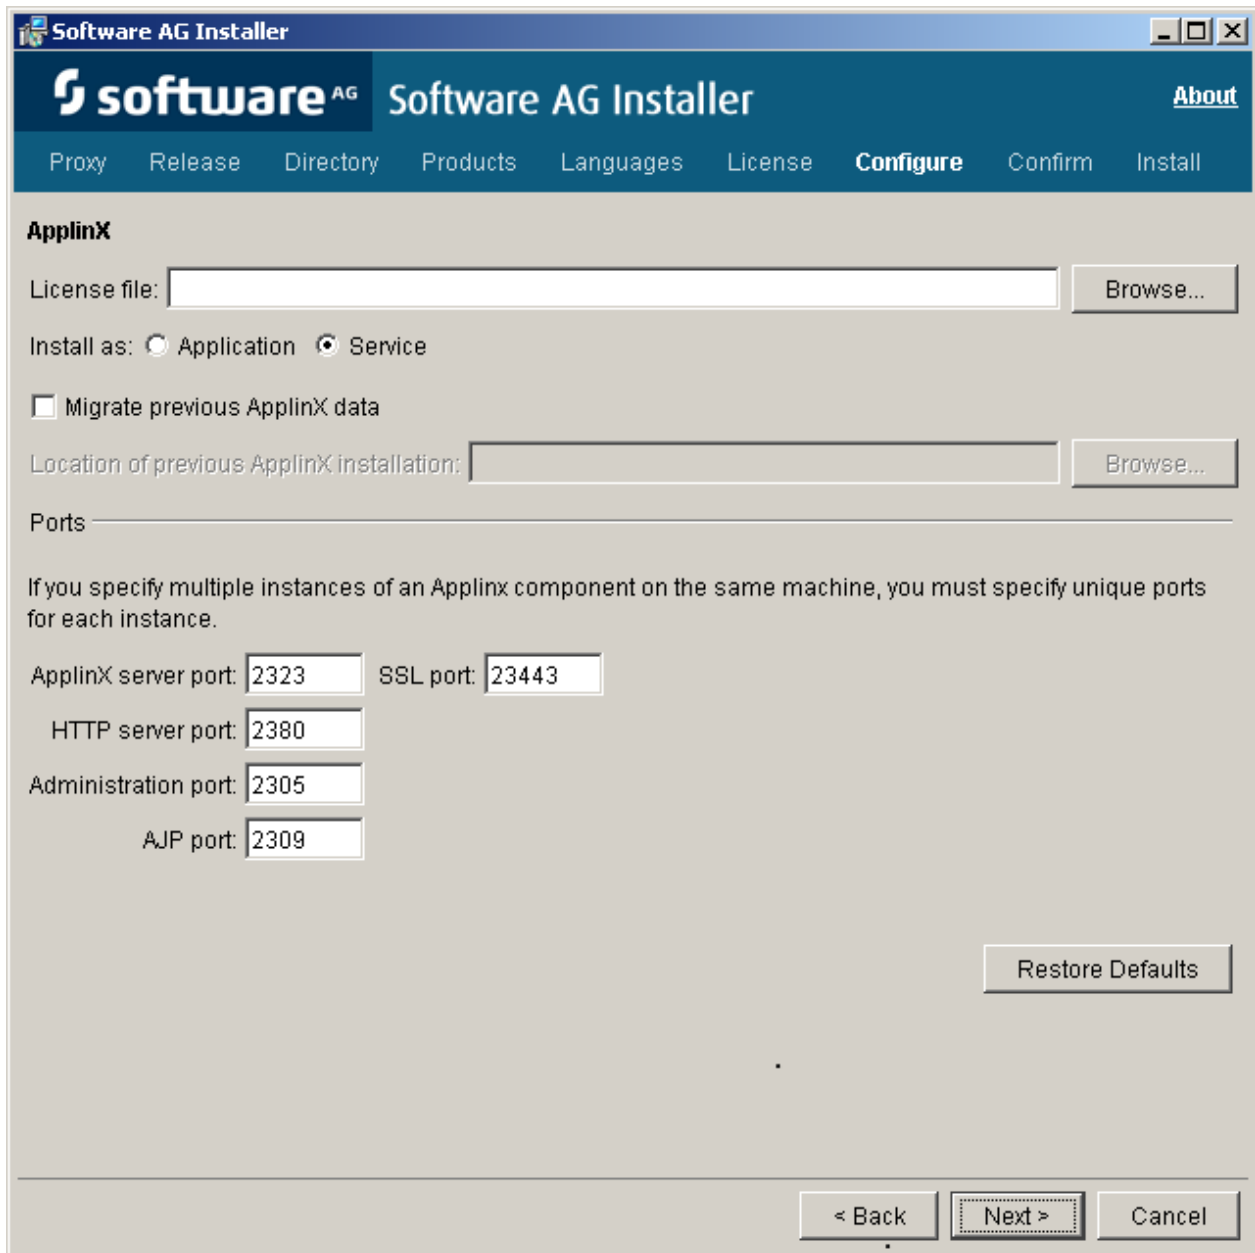 Software AG Installer
software AG Software AG Installer About
Proxy Release Directory Products Languages License Configure Confirm Install
ApplinX
License file: Browse...
Install as: Application Service
Migrate previous ApplinX data
Location of previous ApplinX installation: Browse...
Ports
If you specify multiple instances of an Applinx component on the same machine, you must specify unique ports
for each instance.
ApplinX server port: 2323 SSL port: 23443
HTTP server port: 2380
Administration port: 2305
AJP port: 2309
Restore Defaults
< Back Next > Cancel